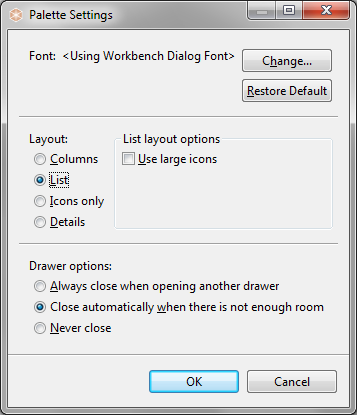 Palette Settings
Font: <Using Workbench Dialog Font>
Change...
Restore Default
Layout:
List layout options
Columns
Use large icons
List
Icons only
Details
Drawer options:
Always close when opening another drawer
Close automatically when there is not enough room
Never close
OK
Cancel